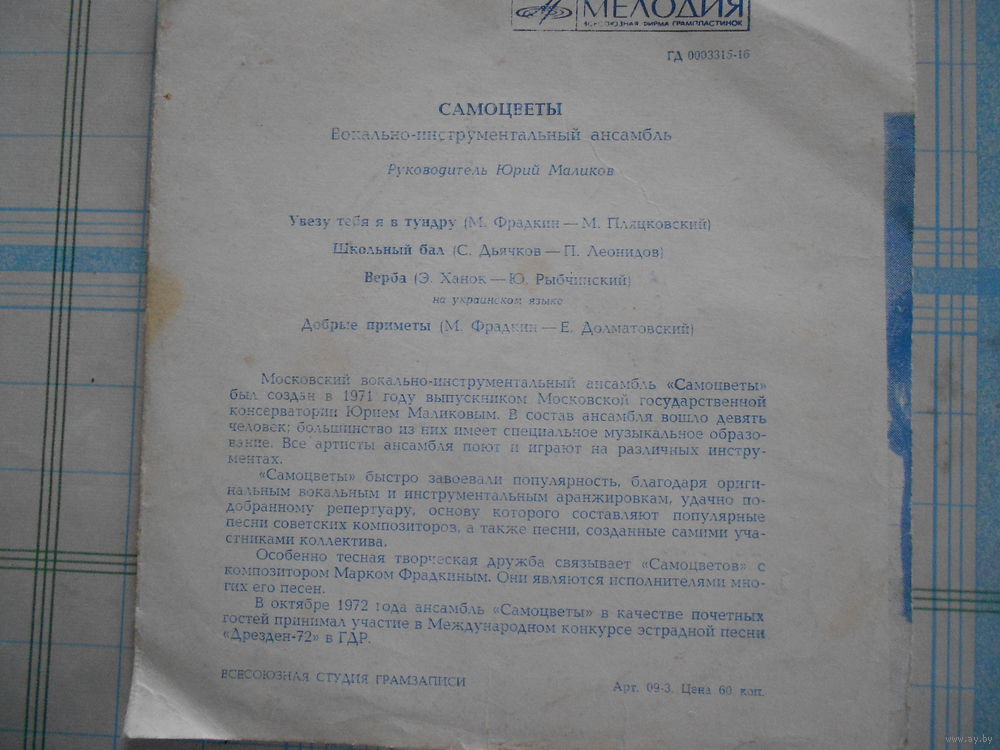 МЕЛОДИЯ
ВСЕСОЮЗНАЯ ФИРМА ГРАМПЛАСТИНОК
ГД 0003315-16
САМОЦВЕТЫ
Вокально-инструментальный ансамбль
Руководитель Юрий Маликов
Увезу тебя я в тундру (М. Фрадкин — М. Пляцковский)
Школьный бал (С. Дьячков — П. Леонидов)
Верба (Э. Ханок — Ю. Рыбчинский)
на украинском языке
Добрые приметы (М. Фрадкин — Е. Долматовский)
Московский вокально-инструментальный ансамбль «Самоцветы»
был создан в 1971 году выпускником Московской государственной
консерватории Юрием Маликовым. В состав ансамбля вошло девять
человек; большинство из них имеет специальное музыкальное образо-
вание. Все артисты ансамбля поют и играют на различных инстру-
ментах.
«Самоцветы» быстро завоевали популярность, благодаря ориги-
нальным вокальным и инструментальным аранжировкам, удачно по-
добранному репертуару, основу которого составляют популярные
песни советских композиторов, а также песни, созданные самими уча-
стниками коллектива.
Особенно тесная творческая дружба связывает «Самоцветов» с
композитором Марком Фрадкиным. Они являются исполнителями мно-
гих его песен.
В октябре 1972 года ансамбль «Самоцветы» в качестве почетных
гостей принимал участие в Международном конкурсе эстрадной песни
«Дрезден-72» в ГДР.
ВСЕСОЮЗНАЯ СТУДИЯ ГРАМЗАПИСИ
Арт. 09-3. Цена 60 коп.
www.ay.by